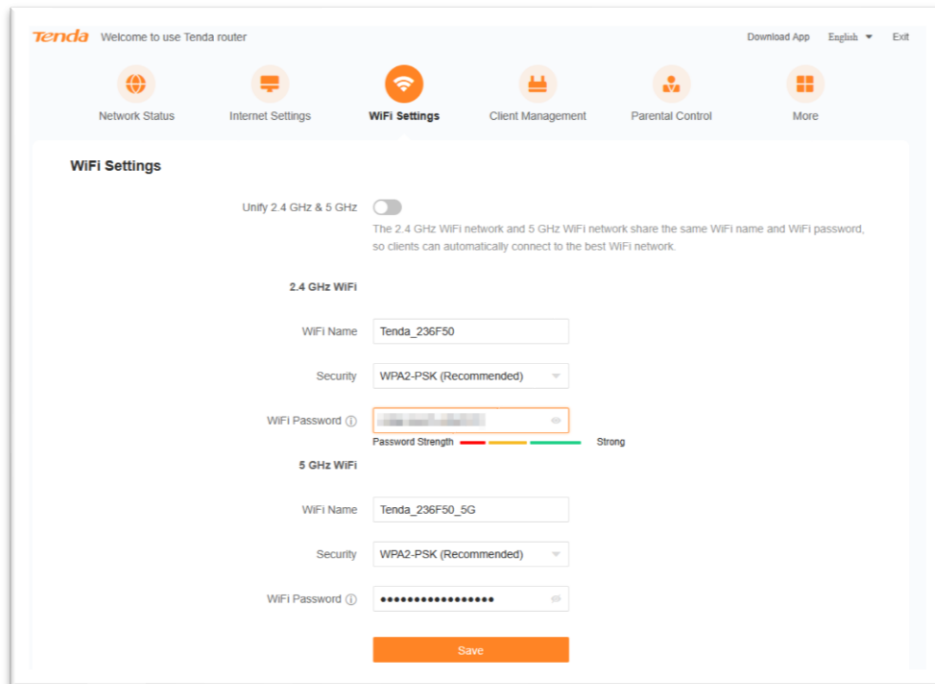 Tenda Welcome to use Tenda router Download App English Exit
Network Status Internet Settings WiFi Settings Client Management Parental Control More
WiFi Settings
Unify 2.4 GHz & 5 GHz
The 2.4 GHz WiFi network and 5 GHz WiFi network share the same WiFi name and WiFi password,
so clients can automatically connect to the best WiFi network.
2.4 GHz WiFi
WiFi Name Tenda_236F50
Security WPA2-PSK (Recommended)
WiFi Password
Password Strength Strong
5 GHz WiFi
WiFi Name Tenda_236F50_5G
Security WPA2-PSK (Recommended)
WiFi Password •••••••••••••••••
Save